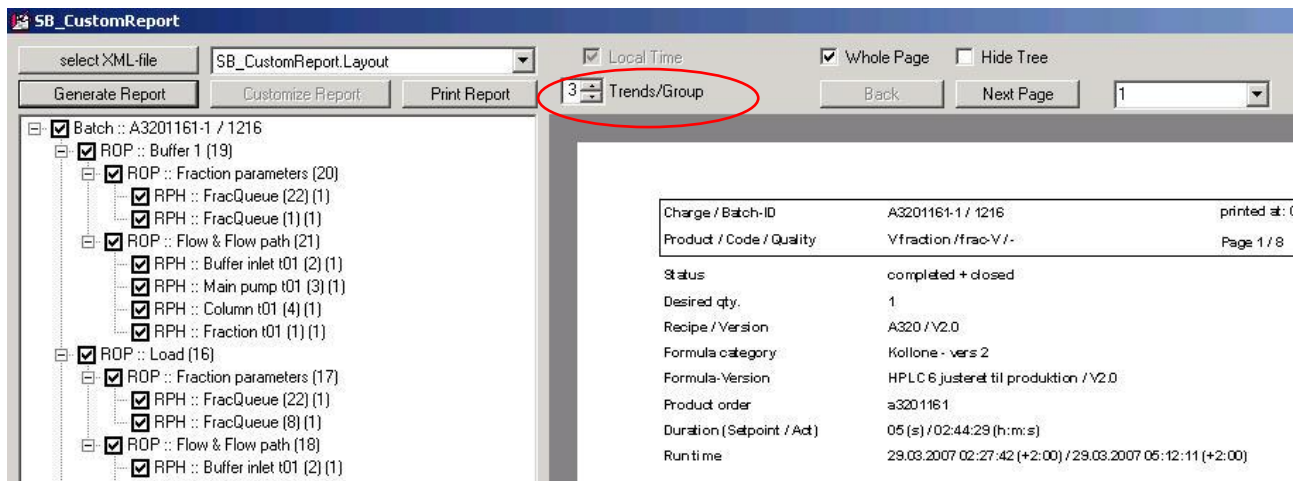 SB_CustomReport
select XML-file SB_CustomReport.Layout Local Time Whole Page Hide Tree
Generate Report Customize Report Print Report 3 Trends/Group Back Next Page 1
Batch :: A3201161-1 / 1216
ROP :: Buffer 1 (19)
ROP :: Fraction parameters (20)
RPH :: FracQueue (22) (1)
RPH :: FracQueue (1) (1)
ROP :: Flow & Flow path (21)
RPH :: Buffer inlet t01 (2) (1)
RPH :: Main pump t01 (3) (1)
RPH :: Column t01 (4) (1)
RPH :: Fraction t01 (1) (1)
ROP :: Load (16)
ROP :: Fraction parameters (17)
RPH :: FracQueue (22) (1)
RPH :: FracQueue (8) (1)
ROP :: Flow & Flow path (18)
RPH :: Buffer inlet t01 (2) (1)
Charge / Batch-ID A3201161-1 / 1216 printed at:
Product / Code / Quality Vfraction /frac-V /- Page 1 / 8
Status completed + closed
Desired qty. 1
Recipe / Version A320 / V2.0
Formula category Kollone - vers 2
Formula-Version HPLC 6 justeret til produktion / V2.0
Product order a3201161
Duration (Setpoint / Act) 05 (s) / 02:44:29 (h:m:s)
Runtime 29.03.2007 02:27:42 (+2:00) / 29.03.2007 05:12:11 (+2:00)